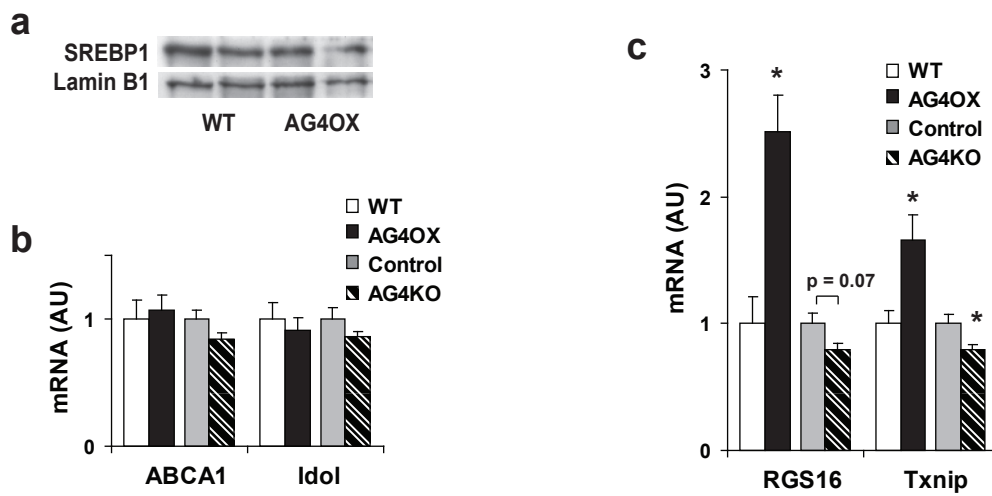 a
SREBP1
Lamin B1
WT AG4OX
b
WT
AG4OX
Control
AG4KO
mRNA (AU)
1
0
ABCA1 Idol
c
WT
AG4OX
Control
AG4KO
mRNA (AU)
3
2
1
0
*
*
p = 0.07
*
RGS16 Txnip